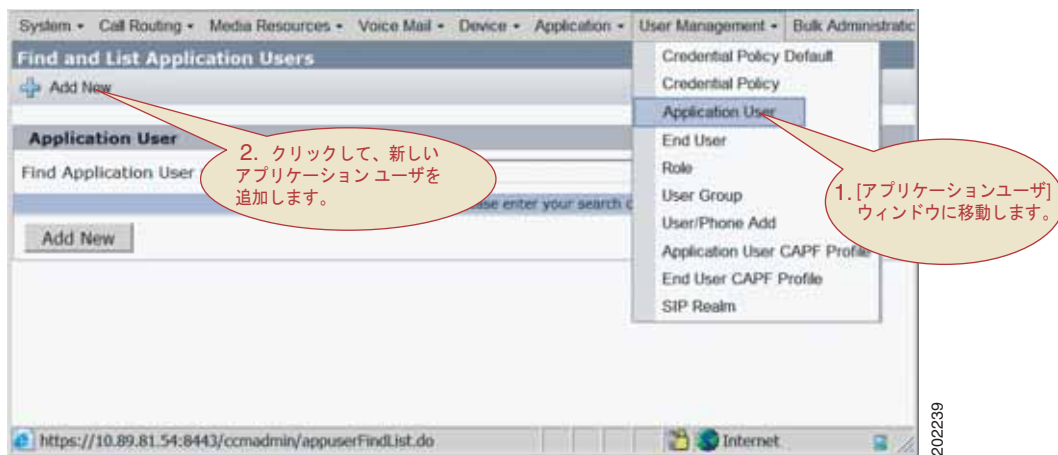 System Call Routing Media Resources Voice Mail Device Application User Management Bulk Administratic
Find and List Application Users
Add New
Application User
Find Application User
ase enter your search c
Add New
Credential Policy Default
Credential Policy
Application User
End User
Role
User Group
User/Phone Add
Application User CAPF Profile
End User CAPF Profile
SIP Realm
1. [アプリケーションユーザ]
ウィンドウに移動します。
2. クリックして、新しい
アプリケーション ユーザを
追加します。
https://10.89.81.54:8443/ccmadmin/appuserFindList.do
Internet
202239